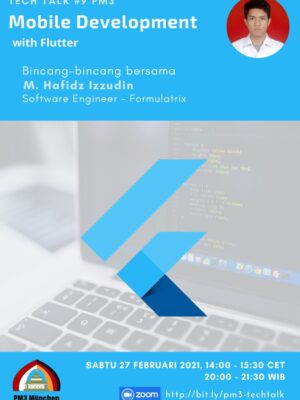 TECH TALK #9 PM3
Mobile Development
with Flutter
Bincang-bincang bersama
M. Hafidz Izzudin
Software Engineer - Formulatrix
SABTU 27 FEBRUARI 2021, 14:00 - 15:30 CET
20:00 - 21:30 WIB
PM3 München
zoom
http://bit.ly/pm3-techtalk